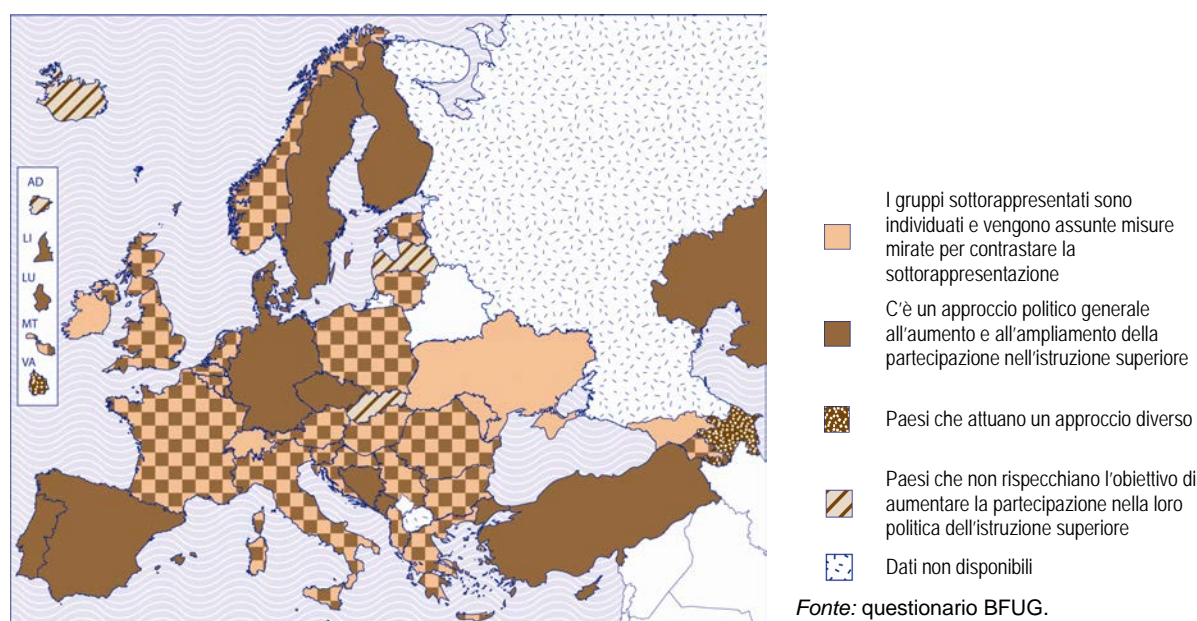 AD
LI
LU
MT
VA
I gruppi sottorappresentati sono
individuati e vengono assunte misure
mirate per contrastare la
sottorappresentazione
C'è un approccio politico generale
all'aumento e all'ampliamento della
partecipazione nell'istruzione superiore
Paesi che attuano un approccio diverso
Paesi che non rispecchiano l'obiettivo di
aumentare la partecipazione nella loro
politica dell'istruzione superiore
Dati non disponibili
Fonte: questionario BFUG.